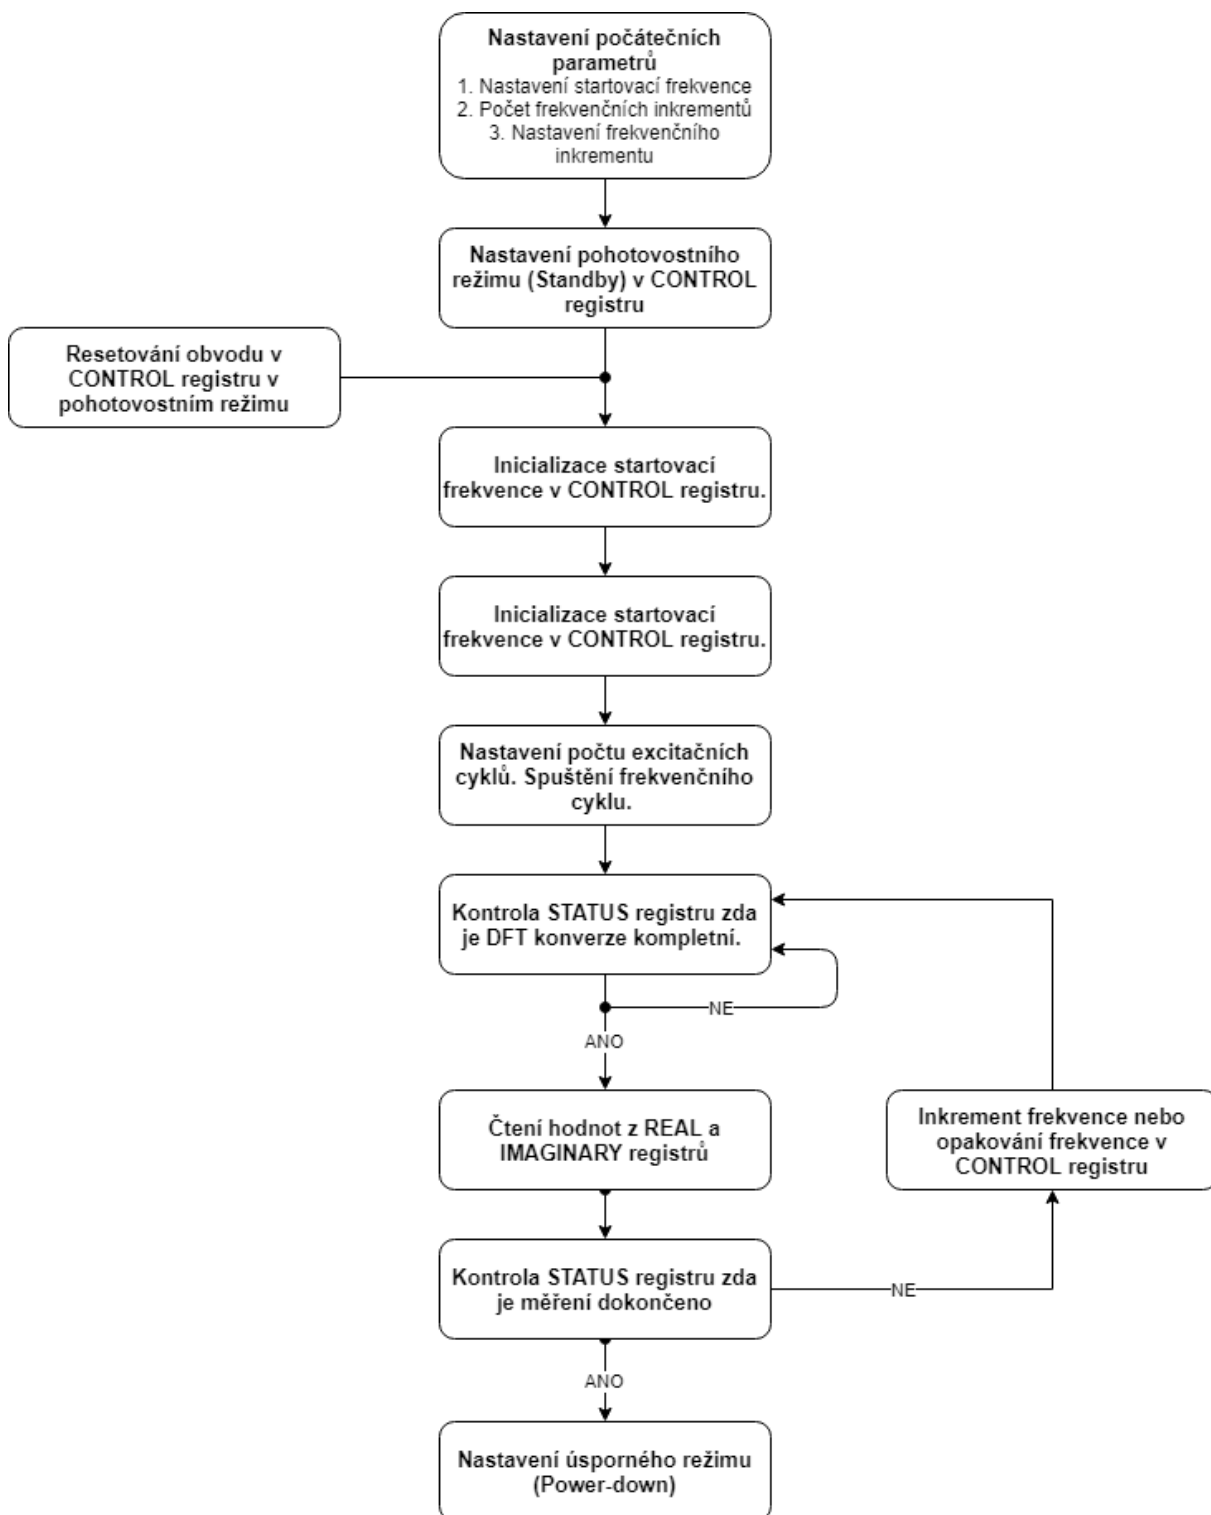 Nastavení počátečních
parametrů
1. Nastavení startovací frekvence
2. Počet frekvenčních inkrementů
3. Nastavení frekvenčního
inkrementu
Nastavení pohotovostního
režimu (Standby) v CONTROL
registru
Resetování obvodu v
CONTROL registru v
pohotovostním režimu
Inicializace startovací
frekvence v CONTROL registru.
Inicializace startovací
frekvence v CONTROL registru.
Nastavení počtu excitačních
cyklů. Spuštění frekvenčního
cyklu.
Kontrola STATUS registru zda
je DFT konverze kompletní.
NE
ANO
Čtení hodnot z REAL a
IMAGINARY registrů
Inkrement frekvence nebo
opakování frekvence v
CONTROL registru
Kontrola STATUS registru zda
je měření dokončeno
NE
ANO
Nastavení úsporného režimu
(Power-down)